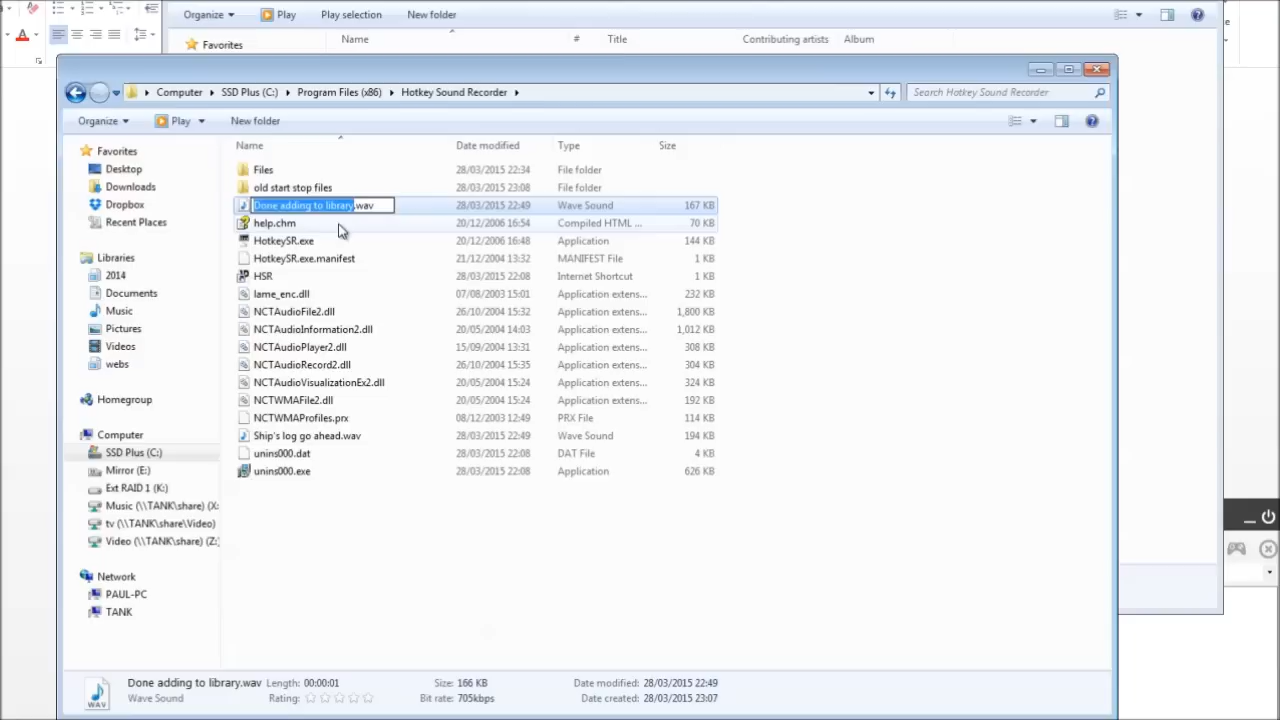 Organize Play Play selection New folder
Favorites Name # Title Contributing artists Album
Computer SSD Plus (C:) Program Files (x86) Hotkey Sound Recorder Search Hotkey Sound Recorder
Organize Play New folder
Name Date modified Type Size
Favorites
Desktop
Downloads
Dropbox
Recent Places
Libraries
2014
Documents
Music
Pictures
Videos
webs
Homegroup
Computer
SSD Plus (C:)
Mirror (E:)
Ext RAID 1 (K:)
Music (\\TANK\share) (X:
tv (\\TANK\share\Video)
Video (\\TANK\share) (Z:
Network
PAUL-PC
TANK
Files 28/03/2015 22:34 File folder
old start stop files 28/03/2015 23:08 File folder
Done adding to library.wav 28/03/2015 22:49 Wave Sound 167 KB
help.chm 20/12/2006 16:54 Compiled HTML ... 70 KB
HotkeySR.exe 20/12/2006 16:48 Application 144 KB
HotkeySR.exe.manifest 21/12/2004 13:32 MANIFEST File 1 KB
HSR 28/03/2015 22:08 Internet Shortcut 1 KB
lame_enc.dll 07/08/2003 15:01 Application extens... 232 KB
NCTAudioFile2.dll 26/10/2004 15:32 Application extens... 1,800 KB
NCTAudioInformation2.dll 20/05/2004 14:03 Application extens... 1,012 KB
NCTAudioPlayer2.dll 15/09/2004 13:31 Application extens... 308 KB
NCTAudioRecord2.dll 26/10/2004 15:35 Application extens... 304 KB
NCTAudioVisualizationEx2.dll 20/05/2004 15:24 Application extens... 324 KB
NCTWMAFile2.dll 20/05/2004 15:24 Application extens... 192 KB
NCTWMAProfiles.prx 08/12/2003 12:49 PRX File 114 KB
Ship's log go ahead.wav 28/03/2015 22:49 Wave Sound 194 KB
unins000.dat 28/03/2015 22:08 DAT File 4 KB
unins000.exe 28/03/2015 22:08 Application 626 KB
Done adding to library.wav Length: 00:00:01 Size: 166 KB Date modified: 28/03/2015 22:49
Wave Sound Rating: Bit rate: 705kbps Date created: 28/03/2015 23:07
WAV